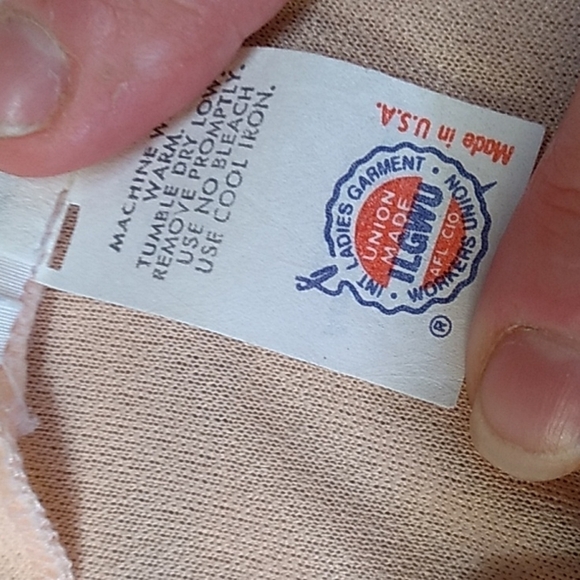 MACHINE W
WARM.
TUMBLE DRY LOW.
REMOVE PROMPTLY.
USE NO BLEACH
USE COOL IRON.
Made in U.S.A.
INT LADIES GARMENT · WORKERS UNION ·
UNION
MADE
ILGWU
AFL.CIO
®